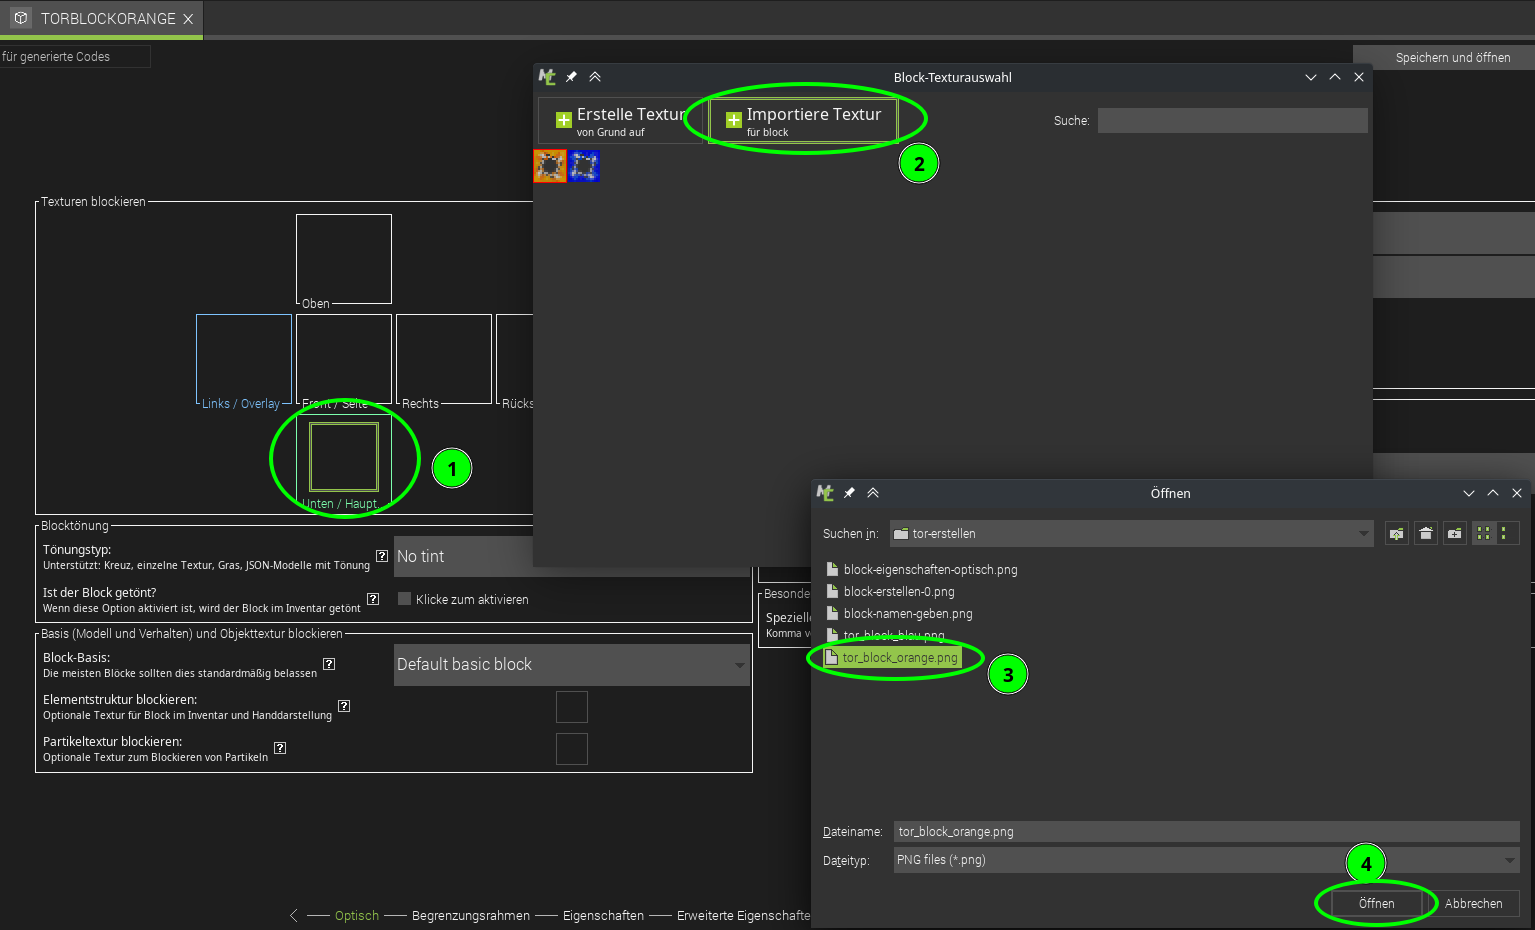 TORBLOCKORANGE
für generierte Codes
Speichern und öffnen
Block-Texturauswahl
Erstelle Textur
von Grund auf
Importiere Textur
für block
Suche:
2
Texturen blockieren
Oben
Links / Overlay
Front / Seite
Rechts
Rücks
Unten / Haupt
1
Blocktönung
Tönungstyp:
Unterstützt: Kreuz, einzelne Textur, Gras, JSON-Modelle mit Tönung
?
No tint
Ist der Block getönt?
Wenn diese Option aktiviert ist, wird der Block im Inventar getönt
?
Klicke zum aktivieren
Basis (Modell und Verhalten) und Objekttextur blockieren
Block-Basis:
Die meisten Blöcke sollten dies standardmäßig belassen
?
Default basic block
Elementstruktur blockieren:
Optionale Textur für Block im Inventar und Handdarstellung
?
Partikeltextur blockieren:
Optionale Textur zum Blockieren von Partikeln
?
Besonde
Spezielle
Komma v
Öffnen
Suchen in:
tor-erstellen
block-eigenschaften-optisch.png
block-erstellen-0.png
block-namen-geben.png
tor_block_blau.png
tor_block_orange.png
3
Dateiname:
tor_block_orange.png
Dateityp:
PNG files (*.png)
4
Öffnen
Abbrechen
Optisch
Begrenzungsrahmen
Eigenschaften
Erweiterte Eigenschafte